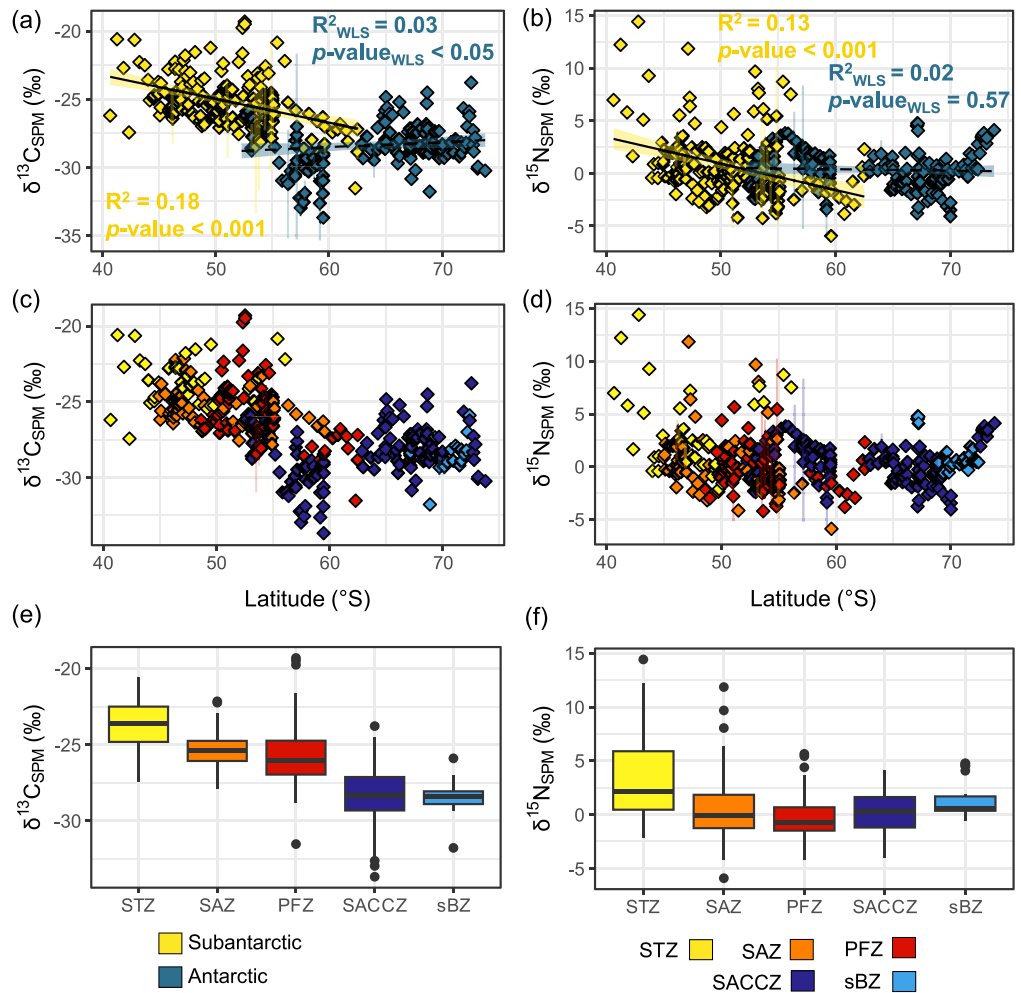 (a)
R²WLS = 0.03
p-valueWLS < 0.05
R² = 0.18
p-value < 0.001
δ¹³CSPM (‰)
-20
-25
-30
-35
40
50
60
70
(b)
R² = 0.13
p-value < 0.001
R²WLS = 0.02
p-valueWLS = 0.57
δ¹⁵NSPM (‰)
15
10
5
0
-5
40
50
60
70
(c)
δ¹³CSPM (‰)
-20
-25
-30
40
50
60
70
Latitude (°S)
(d)
δ¹⁵NSPM (‰)
15
10
5
0
-5
40
50
60
70
Latitude (°S)
(e)
δ¹³CSPM (‰)
-20
-25
-30
STZ SAZ PFZ SACCZ sBZ
(f)
δ¹⁵NSPM (‰)
15
10
5
0
-5
STZ SAZ PFZ SACCZ sBZ
Subantarctic
Antarctic
STZ SAZ PFZ
SACCZ sBZ